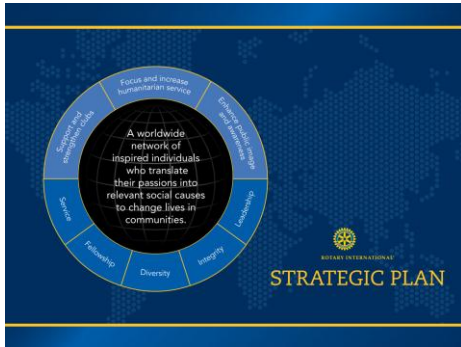 Support and
strengthen clubs
Focus and increase
humanitarian service
Enhance public image
and awareness
A worldwide
network of
inspired individuals
who translate
their passions into
relevant social causes
to change lives in
communities.
Service
Fellowship
Diversity
Integrity
Leadership
ROTARY INTERNATIONAL
STRATEGIC PLAN